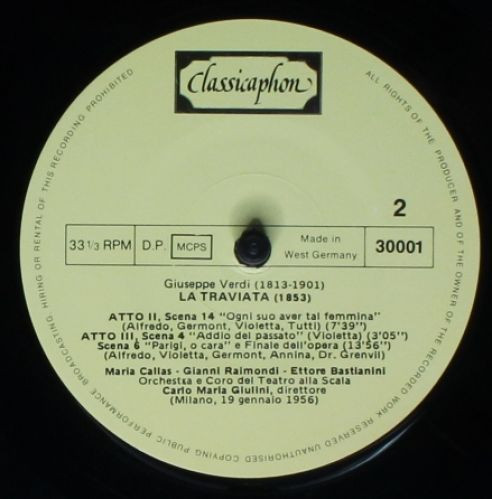 Classicaphon
ALL RIGHTS OF THE PRODUCER AND OF THE OWNER OF THE RECORDED WORK RESERVED UNAUTHORISED COPYING PUBLIC PERFORMANCE BROADCASTING HIRING OR RENTAL OF THIS RECORDING PROHIBITED
2
33 1/3 RPM
D.P.
MCPS
Made in
West Germany
30001
Giuseppe Verdi (1813-1901)
LA TRAVIATA (1853)
ATTO II, Scena 14 "Ogni suo aver tal femmina"
(Alfredo, Germont, Violetta, Tutti) (7'39")
ATTO III, Scena 4 "Addio del passato" (Violetta) (3'05")
Scena 6 "Parigi, o cara" e Finale dell'opera (13'56")
(Alfredo, Violetta, Germont, Annina, Dr. Grenvil)
Maria Callas - Gianni Raimondi - Ettore Bastianini
Orchestxa e Coro del Teatro alla Scala
Carlo Maria Giulini, direttore
(Milano, 19 gennaio 1956)